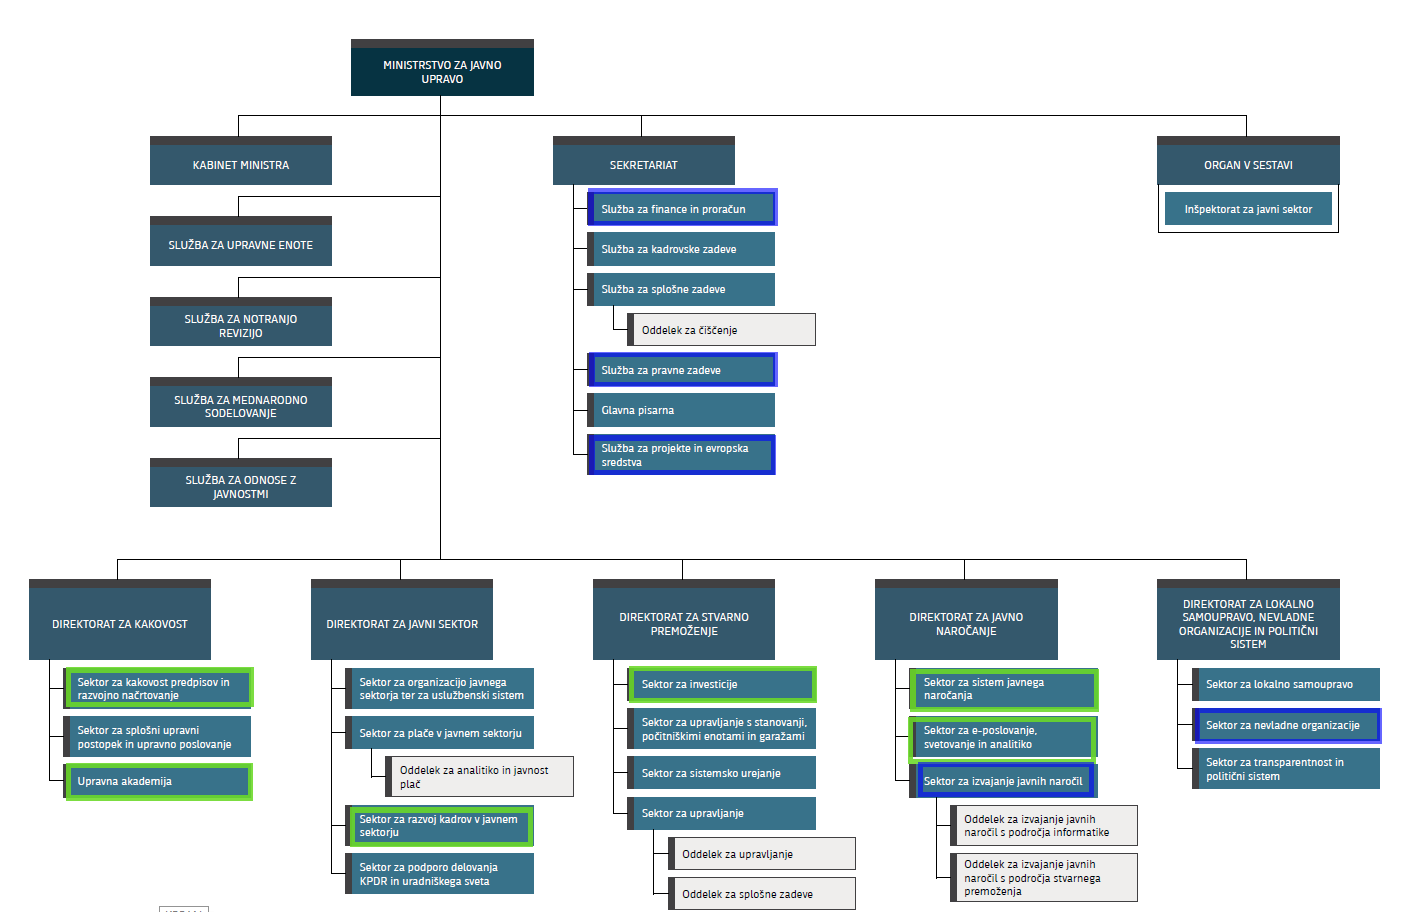 MINISTRSTVO ZA JAVNO
UPRAVO
KABINET MINISTRA
SLUŽBA ZA UPRAVNE ENOTE
SLUŽBA ZA NOTRANJO
REVIZIJO
SLUŽBA ZA MEDNARODNO
SODELOVANJE
SLUŽBA ZA ODNOSE Z
JAVNOSTMI
SEKRETARIAT
Služba za finance in proračun
Služba za kadrovske zadeve
Služba za splošne zadeve
Oddelek za čiščenje
Služba za pravne zadeve
Glavna pisarna
Služba za projekte in evropska
sredstva
ORGAN V SESTAVI
Inšpektorat za javni sektor
DIREKTORAT ZA KAKOVOST
Sektor za kakovost predpisov in
razvojno načrtovanje
Sektor za splošni upravni
postopek in upravno poslovanje
Upravna akademija
DIREKTORAT ZA JAVNI SEKTOR
Sektor za organizacijo javnega
sektorja ter za uslužbenski sistem
Sektor za plače v javnem sektorju
Oddelek za analitiko in javnost
plač
Sektor za razvoj kadrov v javnem
sektorju
Sektor za podporo delovanja
KPDR in uradniškega sveta
DIREKTORAT ZA STVARNO
PREMOŽENJE
Sektor za investicije
Sektor za upravljanje s stanovanji,
počitniškimi enotami in garažami
Sektor za sistemsko urejanje
Sektor za upravljanje
Oddelek za upravljanje
Oddelek za splošne zadeve
DIREKTORAT ZA JAVNO
NAROČANJE
Sektor za sistem javnega
naročanja
Sektor za e-poslovanje,
svetovanje in analitiko
Sektor za izvajanje javnih naročil
Oddelek za izvajanje javnih
naročil s področja informatike
Oddelek za izvajanje javnih
naročil s področja stvarnega
premoženja
DIREKTORAT ZA LOKALNO
SAMOUPRAVO, NEVLADNE
ORGANIZACIJE IN POLITIČNI
SISTEM
Sektor za lokalno samoupravo
Sektor za nevladne organizacije
Sektor za transparentnost in
politični sistem